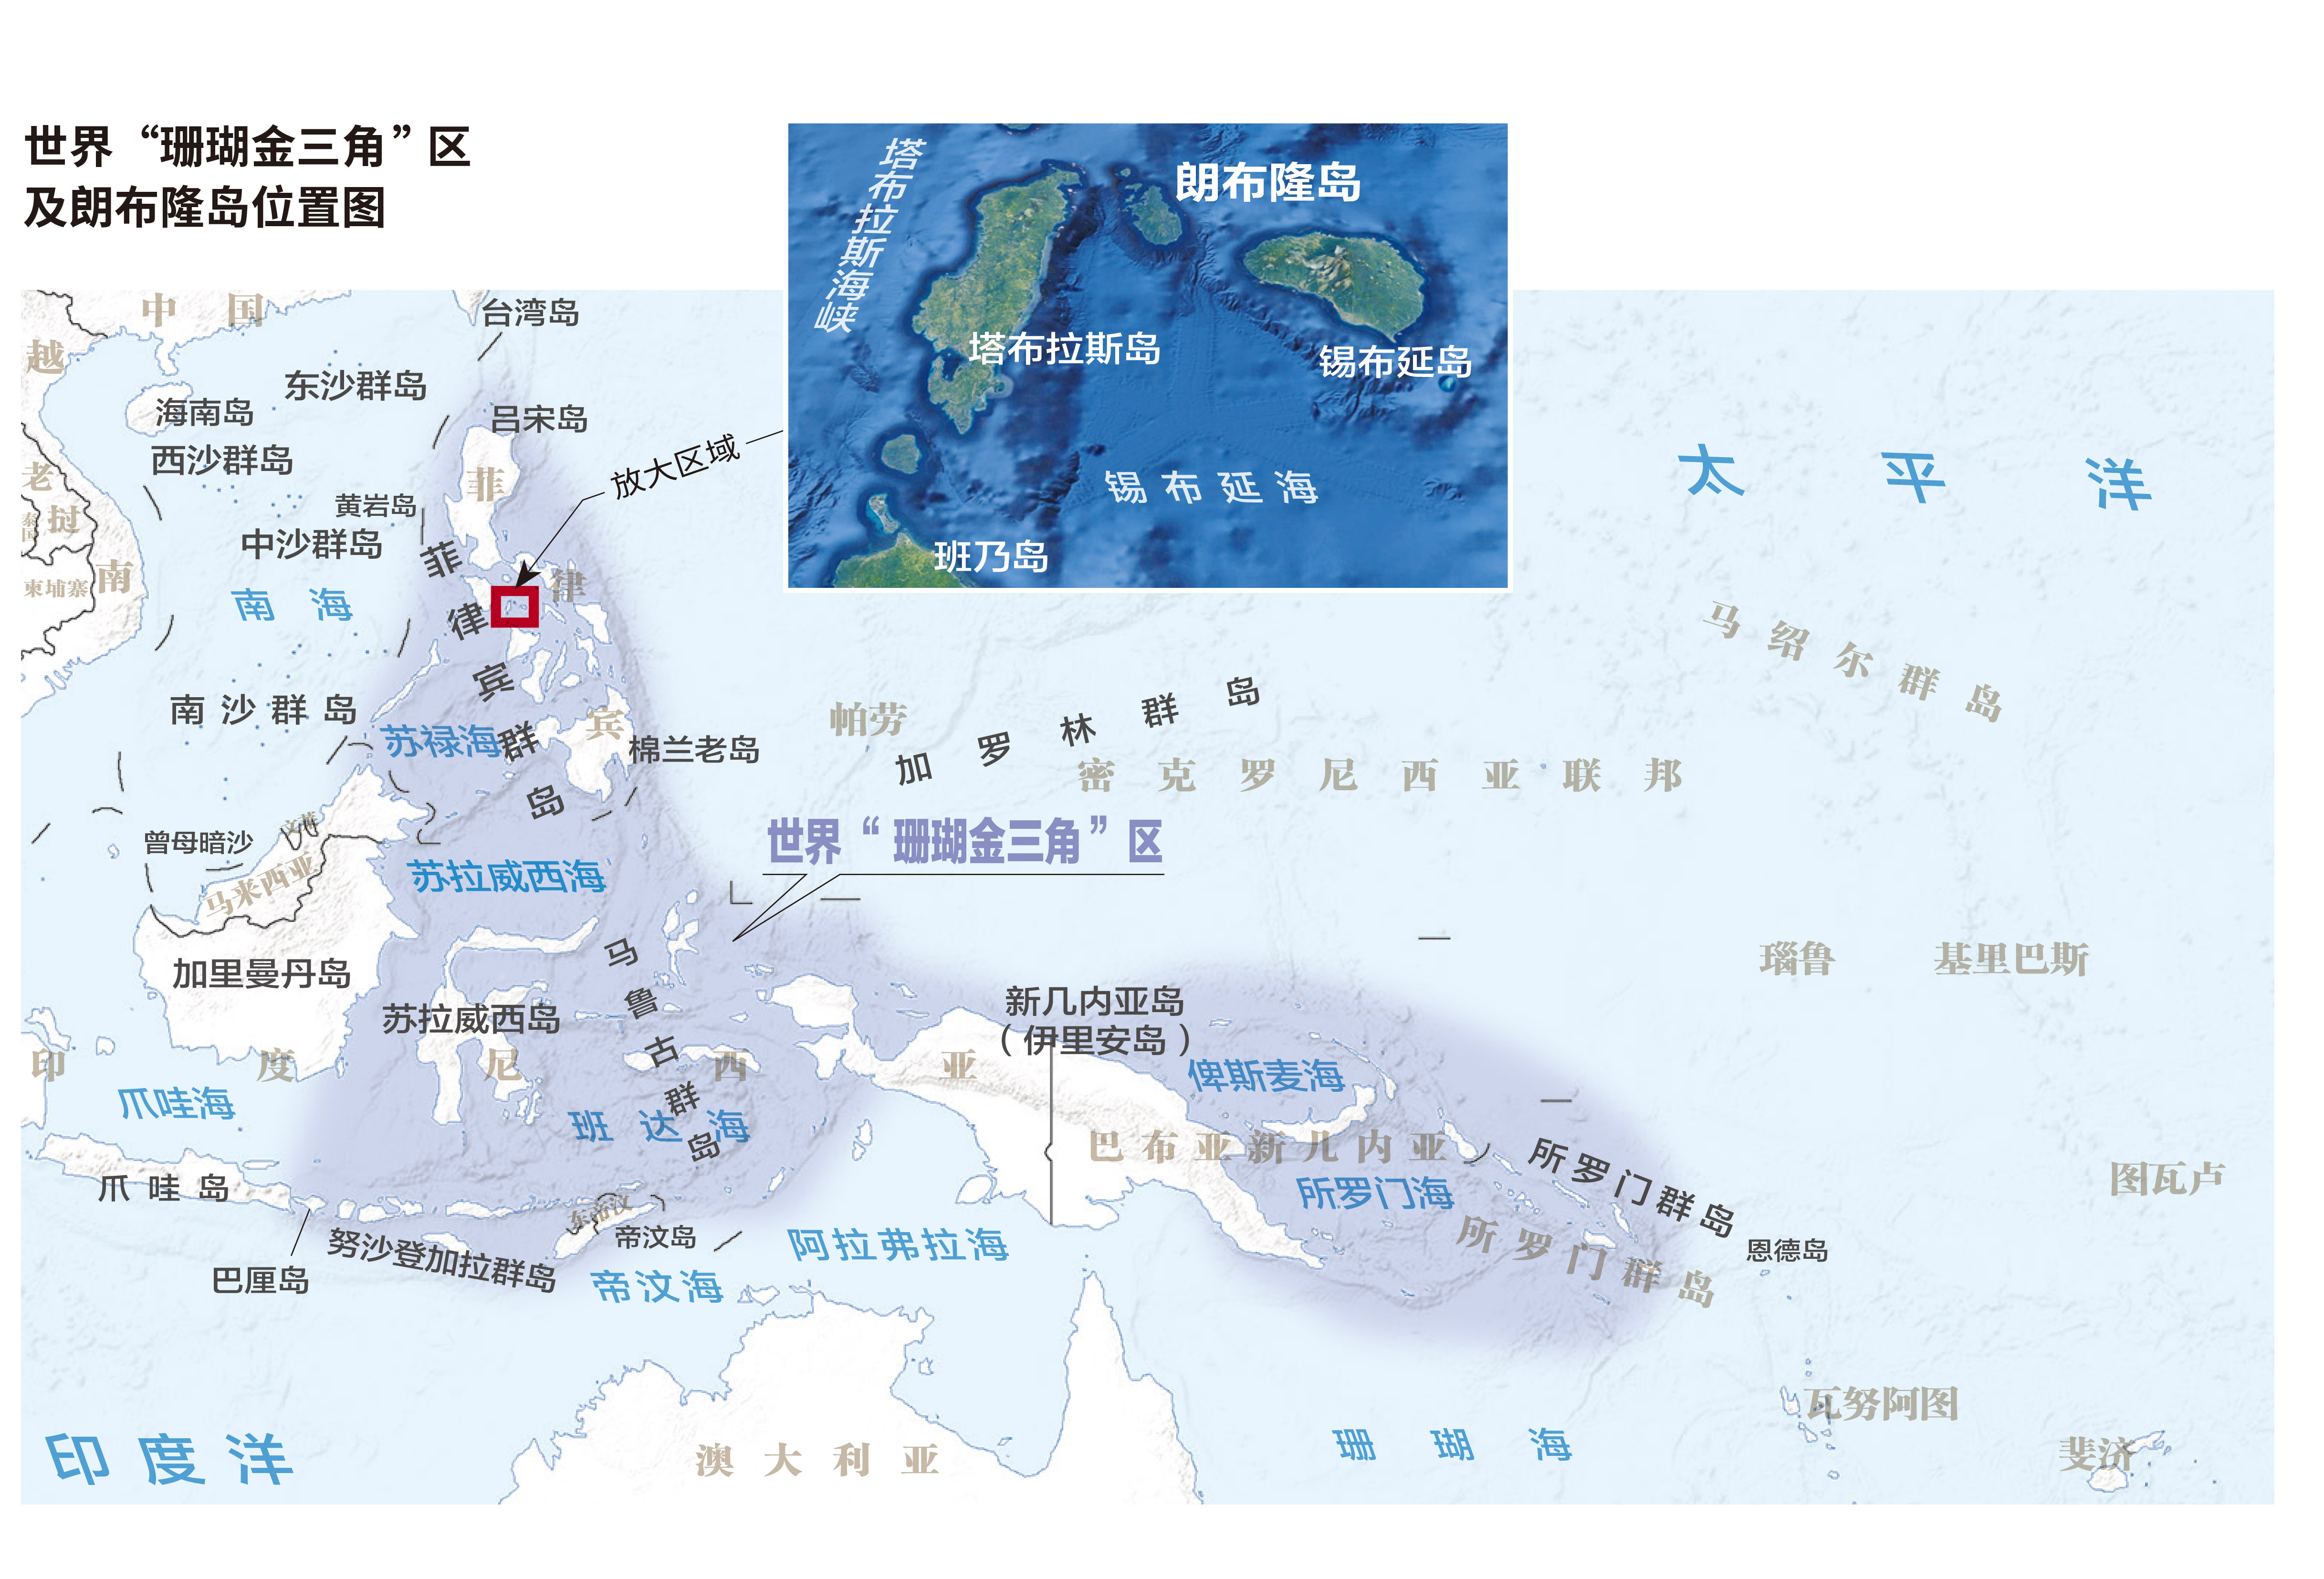 世界“珊瑚金三角”区
及朗布隆岛位置图
塔布拉斯海峡
朗布隆岛
塔布拉斯岛
锡布延岛
锡布延海
班乃岛
放大区域
中国
台湾岛
越南
东沙群岛
海南岛
吕宋岛
西沙群岛
老挝
泰国
黄岩岛
中沙群岛
柬埔寨
南海
菲律宾
菲律宾群岛
太平洋
马绍尔群岛
南沙群岛
苏禄海
棉兰老岛
帕劳
加罗林群岛
密克罗尼西亚联邦
世界“珊瑚金三角”区
曾母暗沙
文莱
马来西亚
苏拉威西海
加里曼丹岛
马鲁古群岛
瑙鲁
基里巴斯
苏拉威西岛
新几内亚岛
（伊里安岛）
印度尼西亚
俾斯麦海
爪哇海
班达海
巴布亚新几内亚
所罗门群岛
爪哇岛
所罗门海
图瓦卢
东帝汶
帝汶岛
所罗门群岛
恩德岛
努沙登加拉群岛
巴厘岛
阿拉弗拉海
帝汶海
瓦努阿图
印度洋
澳大利亚
珊瑚海
斐济